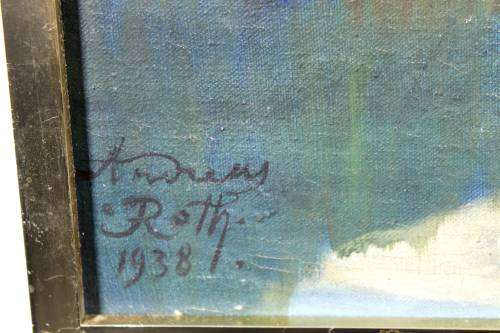 Andreas
Roth.
1938.